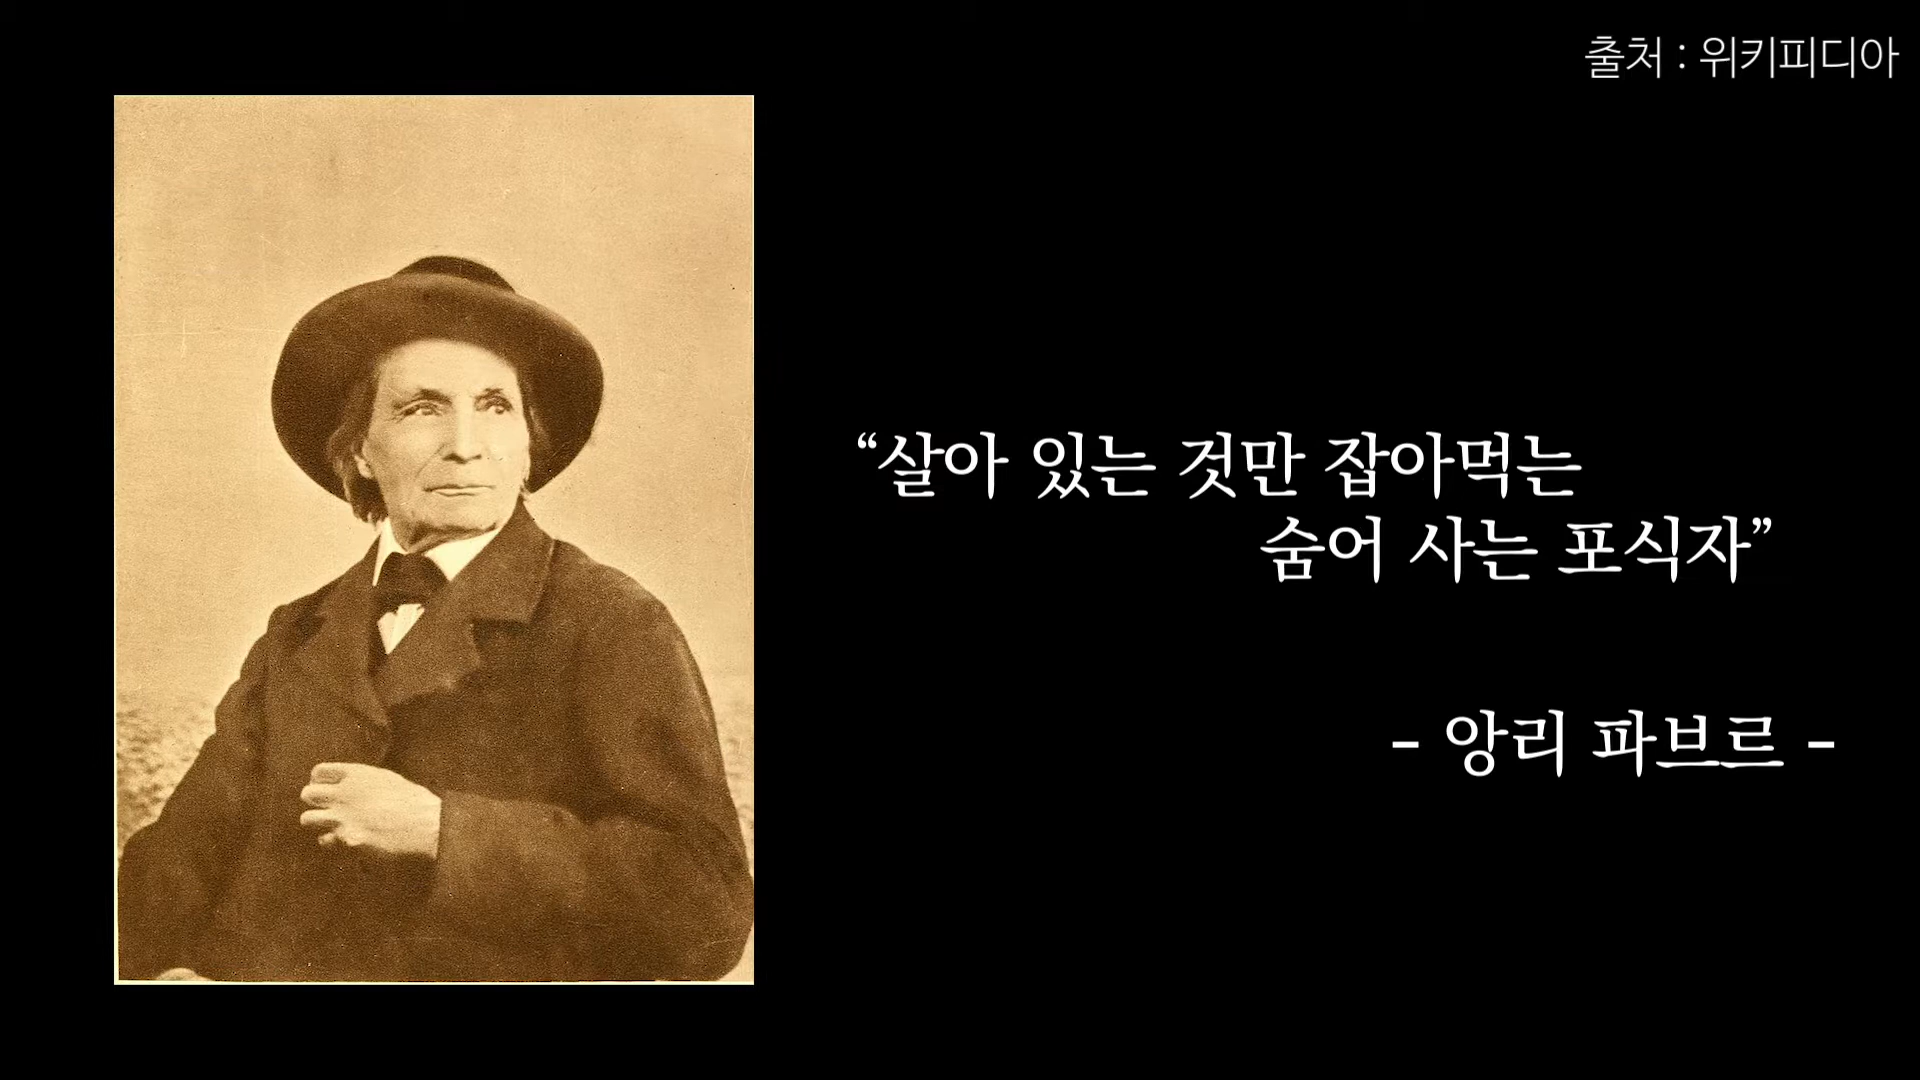 출처 : 위키피디아
“살아 있는 것만 잡아먹는
숨어 사는 포식자”
- 앙리 파브르 -